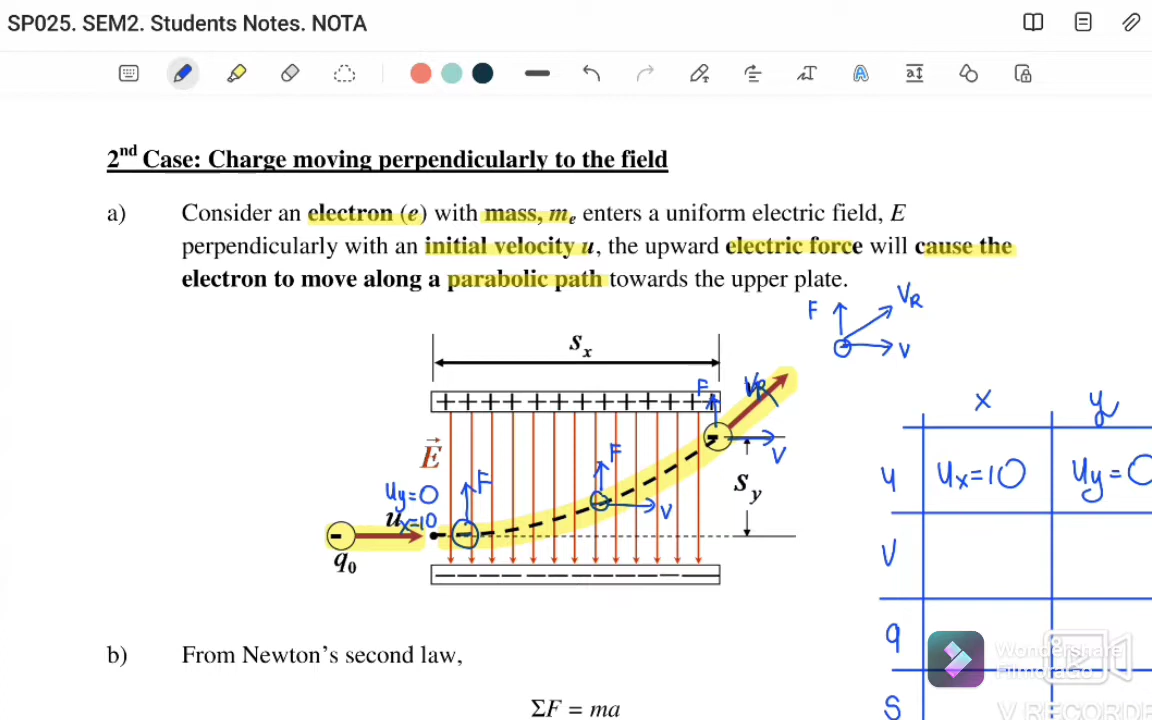 SP025. SEM2. Students Notes. NOTA
2nd Case: Charge moving perpendicularly to the field
a) Consider an electron (e) with mass, me enters a uniform electric field, E
perpendicularly with an initial velocity u, the upward electric force will cause the
electron to move along a parabolic path towards the upper plate.
F VR
V
sx
+ + + + + + + + + + + +
F VR
V
E
F
V
sy
uy=0
ux=10
F
q0
x y
u ux=10 uy=0
V
a
S
b) From Newton's second law,
ΣF = ma
Wondershare
FilmoraGo
V RECORDE